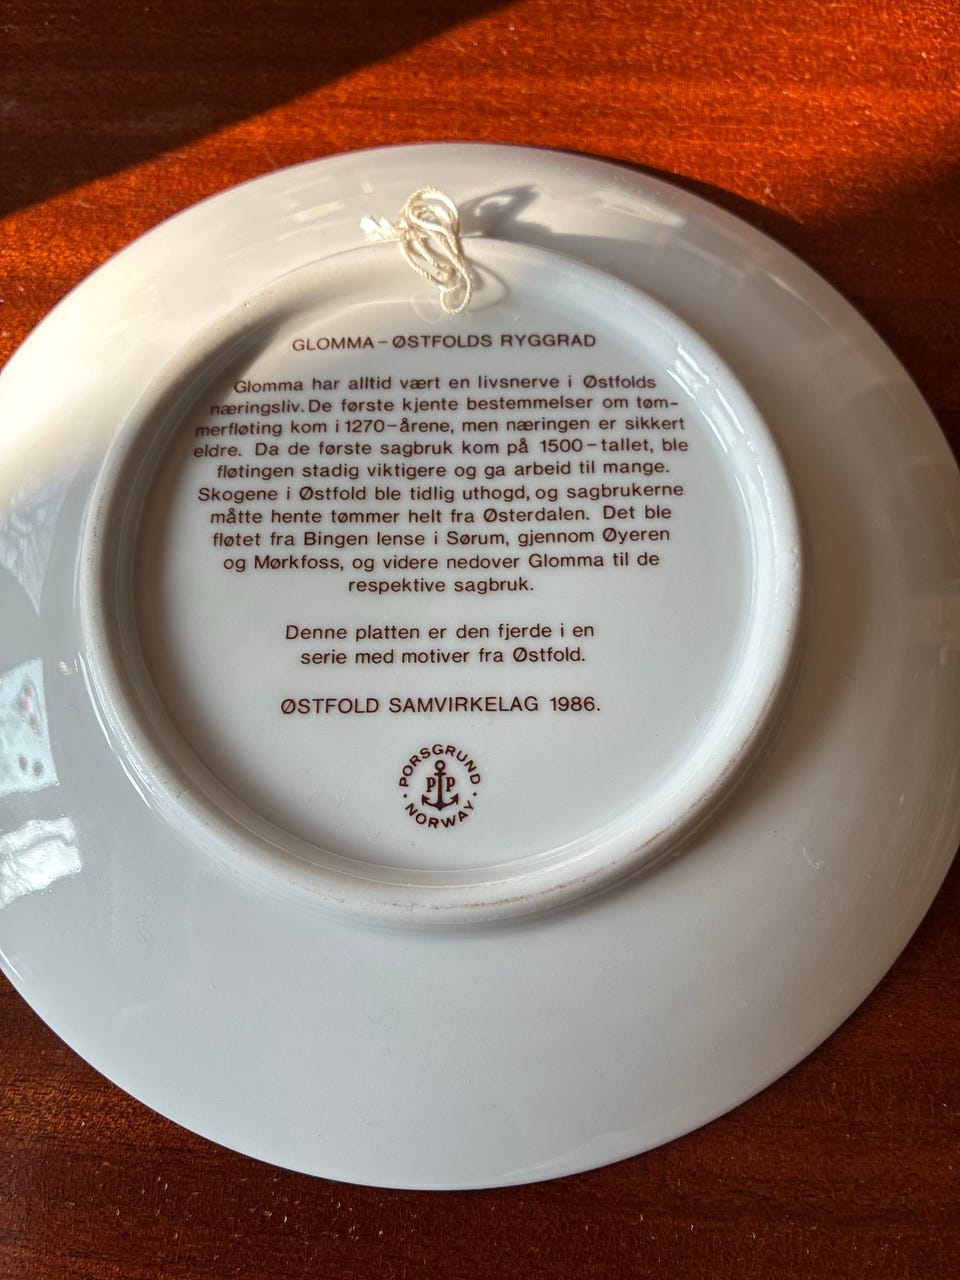 GLOMMA-ØSTFOLDS RYGGRAD
Glomma har alltid vært en livsnerve i Østfolds
næringsliv. De første kjente bestemmelser om tøm-
merfløting kom i 1270-årene, men næringen er sikkert
eldre. Da de første sagbruk kom på 1500-tallet, ble
fløtingen stadig viktigere og ga arbeid til mange.
Skogene i Østfold ble tidlig uthogd, og sagbrukerne
måtte hente tømmer helt fra Østerdalen. Det ble
fløtet fra Bingen lense i Sørum, gjennom Øyeren
og Mørkfoss, og videre nedover Glomma til de
respektive sagbruk.
Denne platten er den fjerde i en
serie med motiver fra Østfold.
ØSTFOLD SAMVIRKELAG 1986.
PORSGRUND
PP
NORWAY